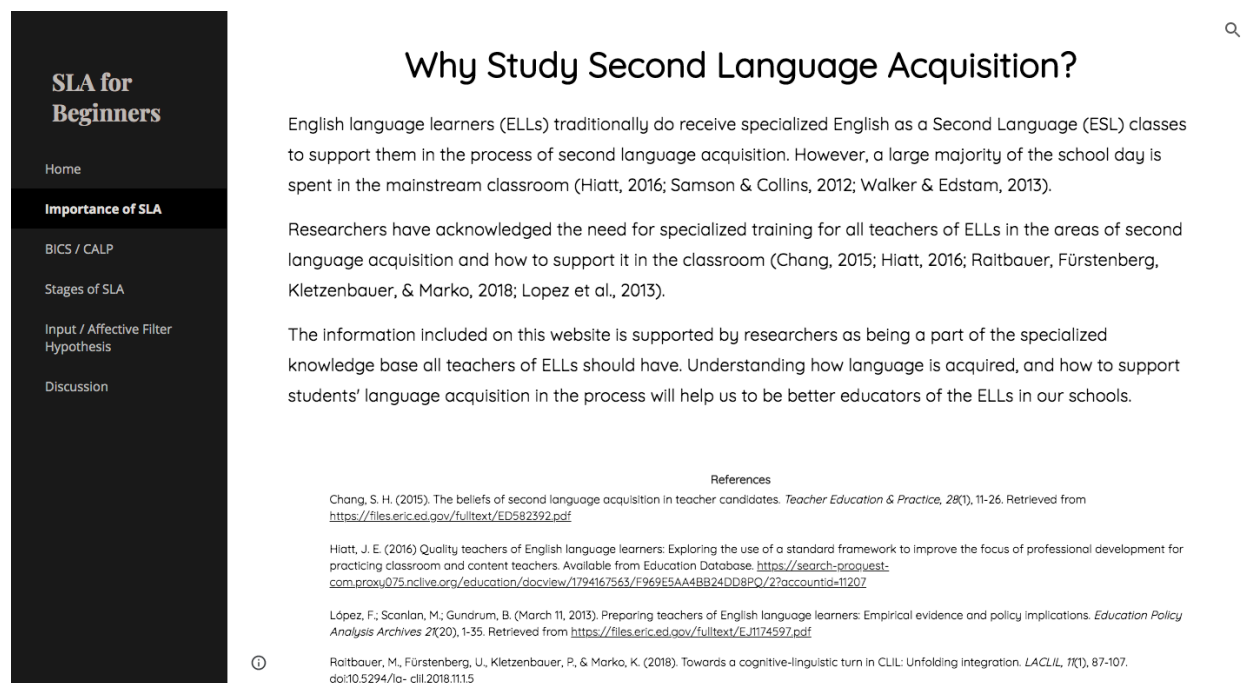 SLA for
Beginners
Home
Importance of SLA
BICS / CALP
Stages of SLA
Input / Affective Filter
Hypothesis
Discussion
Why Study Second Language Acquisition?
English language learners (ELLs) traditionally do receive specialized English as a Second Language (ESL) classes
to support them in the process of second language acquisition. However, a large majority of the school day is
spent in the mainstream classroom (Hiatt, 2016; Samson & Collins, 2012; Walker & Edstam, 2013).
Researchers have acknowledged the need for specialized training for all teachers of ELLs in the areas of second
language acquisition and how to support it in the classroom (Chang, 2015; Hiatt, 2016; Raitbauer, Fürstenberg,
Kletzenbauer, & Marko, 2018; Lopez et al., 2013).
The information included on this website is supported by researchers as being a part of the specialized
knowledge base all teachers of ELLs should have. Understanding how language is acquired, and how to support
students' language acquisition in the process will help us to be better educators of the ELLs in our schools.
References
Chang, S. H. (2015). The beliefs of second language acquisition in teacher candidates. Teacher Education & Practice, 28(1), 11-26. Retrieved from
https://files.eric.ed.gov/fulltext/ED582392.pdf
Hiatt, J. E. (2016) Quality teachers of English language learners: Exploring the use of a standard framework to improve the focus of professional development for
practicing classroom and content teachers. Available from Education Database. https://search-proquest-
com.proxy075.nclive.org/education/docview/1794167563/F969E5AA4BB24DD8PQ/2?accountid=11207
López, F.; Scanlan, M.; Gundrum, B. (March 11, 2013). Preparing teachers of English language learners: Empirical evidence and policy implications. Education Policy
Analysis Archives 21(20), 1-35. Retrieved from https://files.eric.ed.gov/fulltext/EJ1174597.pdf
Raitbauer, M., Fürstenberg, U., Kletzenbauer, P., & Marko, K. (2018). Towards a cognitive-linguistic turn in CLIL: Unfolding integration. LACLIL, 11(1), 87-107.
doi:10.5294/la- clil.2018.11.1.5